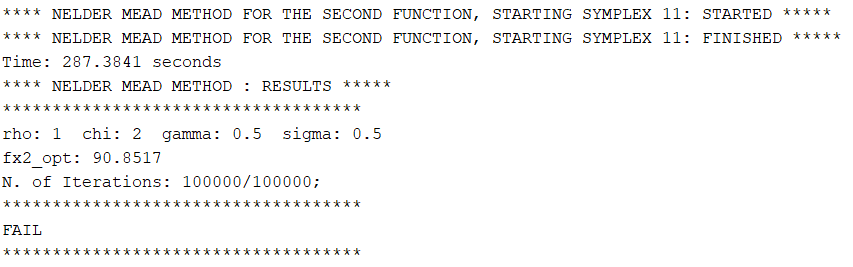 **** NELDER MEAD METHOD FOR THE SECOND FUNCTION, STARTING SYMPLEX 11: STARTED *****
**** NELDER MEAD METHOD FOR THE SECOND FUNCTION, STARTING SYMPLEX 11: FINISHED *****
Time: 287.3841 seconds
**** NELDER MEAD METHOD : RESULTS *****
************************************
rho: 1  chi: 2  gamma: 0.5  sigma: 0.5
fx2_opt: 90.8517
N. of Iterations: 100000/100000;
************************************
FAIL
************************************